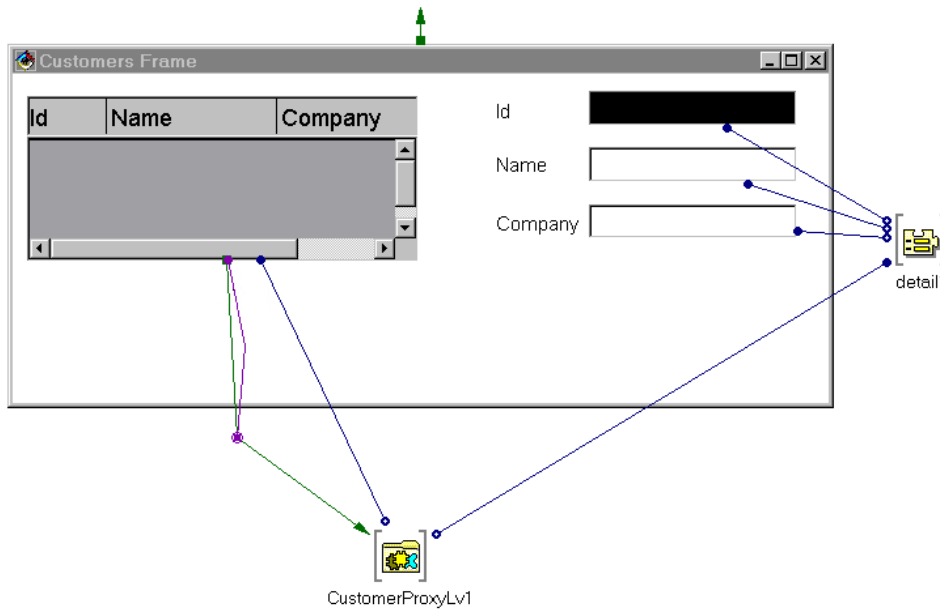 Customers Frame
Id Name Company
Id
Name
Company
detail
CustomerProxyLv1